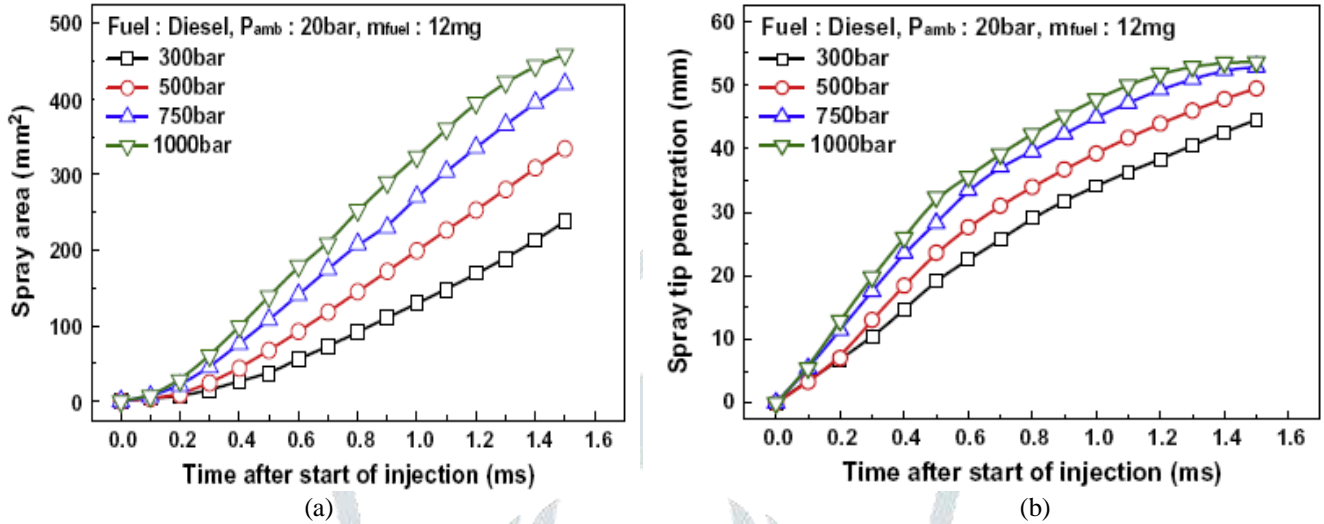 Fuel : Diesel, Pamb : 20bar, mfuel : 12mg
300bar
500bar
750bar
1000bar
500
400
300
200
100
0
Spray area (mm²)
0.0 0.2 0.4 0.6 0.8 1.0 1.2 1.4 1.6
Time after start of injection (ms)
(a)
Fuel : Diesel, Pamb : 20bar, mfuel : 12mg
300bar
500bar
750bar
1000bar
60
50
40
30
20
10
0
Spray tip penetration (mm)
0.0 0.2 0.4 0.6 0.8 1.0 1.2 1.4 1.6
Time after start of injection (ms)
(b)